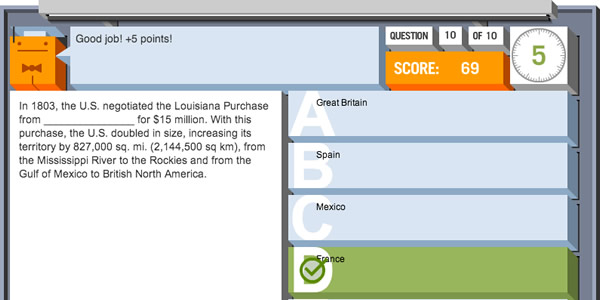 Good job! +5 points!
QUESTION 10 OF 10
SCORE: 69
5
In 1803, the U.S. negotiated the Louisiana Purchase
from _________________ for $15 million. With this
purchase, the U.S. doubled in size, increasing its
territory by 827,000 sq. mi. (2,144,500 sq km), from
the Mississippi River to the Rockies and from the
Gulf of Mexico to British North America.
A Great Britain
B Spain
C Mexico
D France